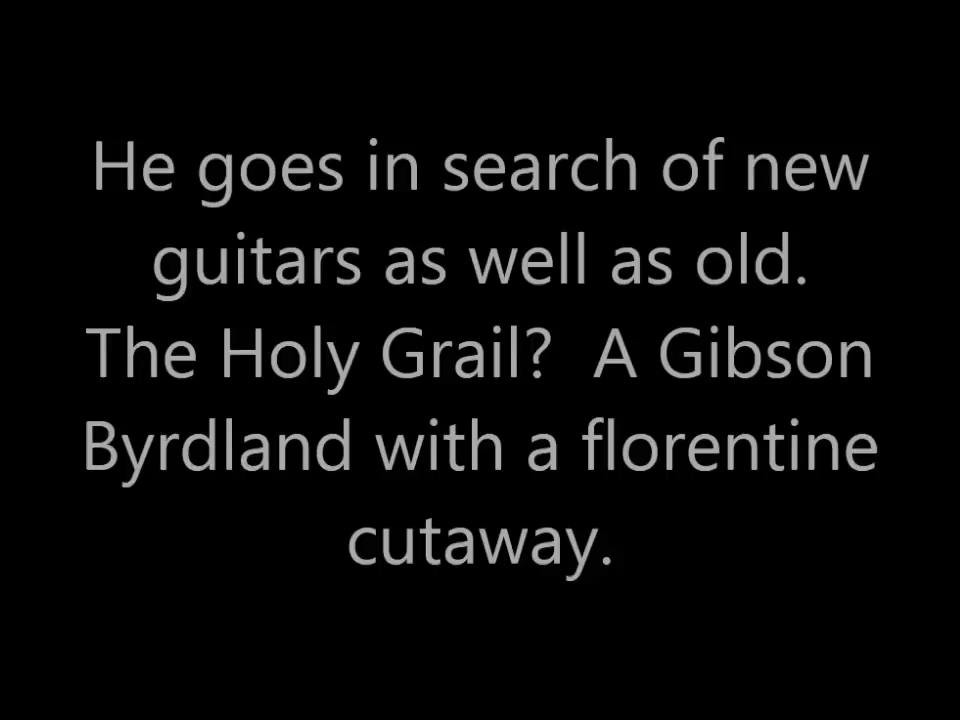 He goes in search of new
guitars as well as old.
The Holy Grail?  A Gibson
Byrdland with a florentine
cutaway.